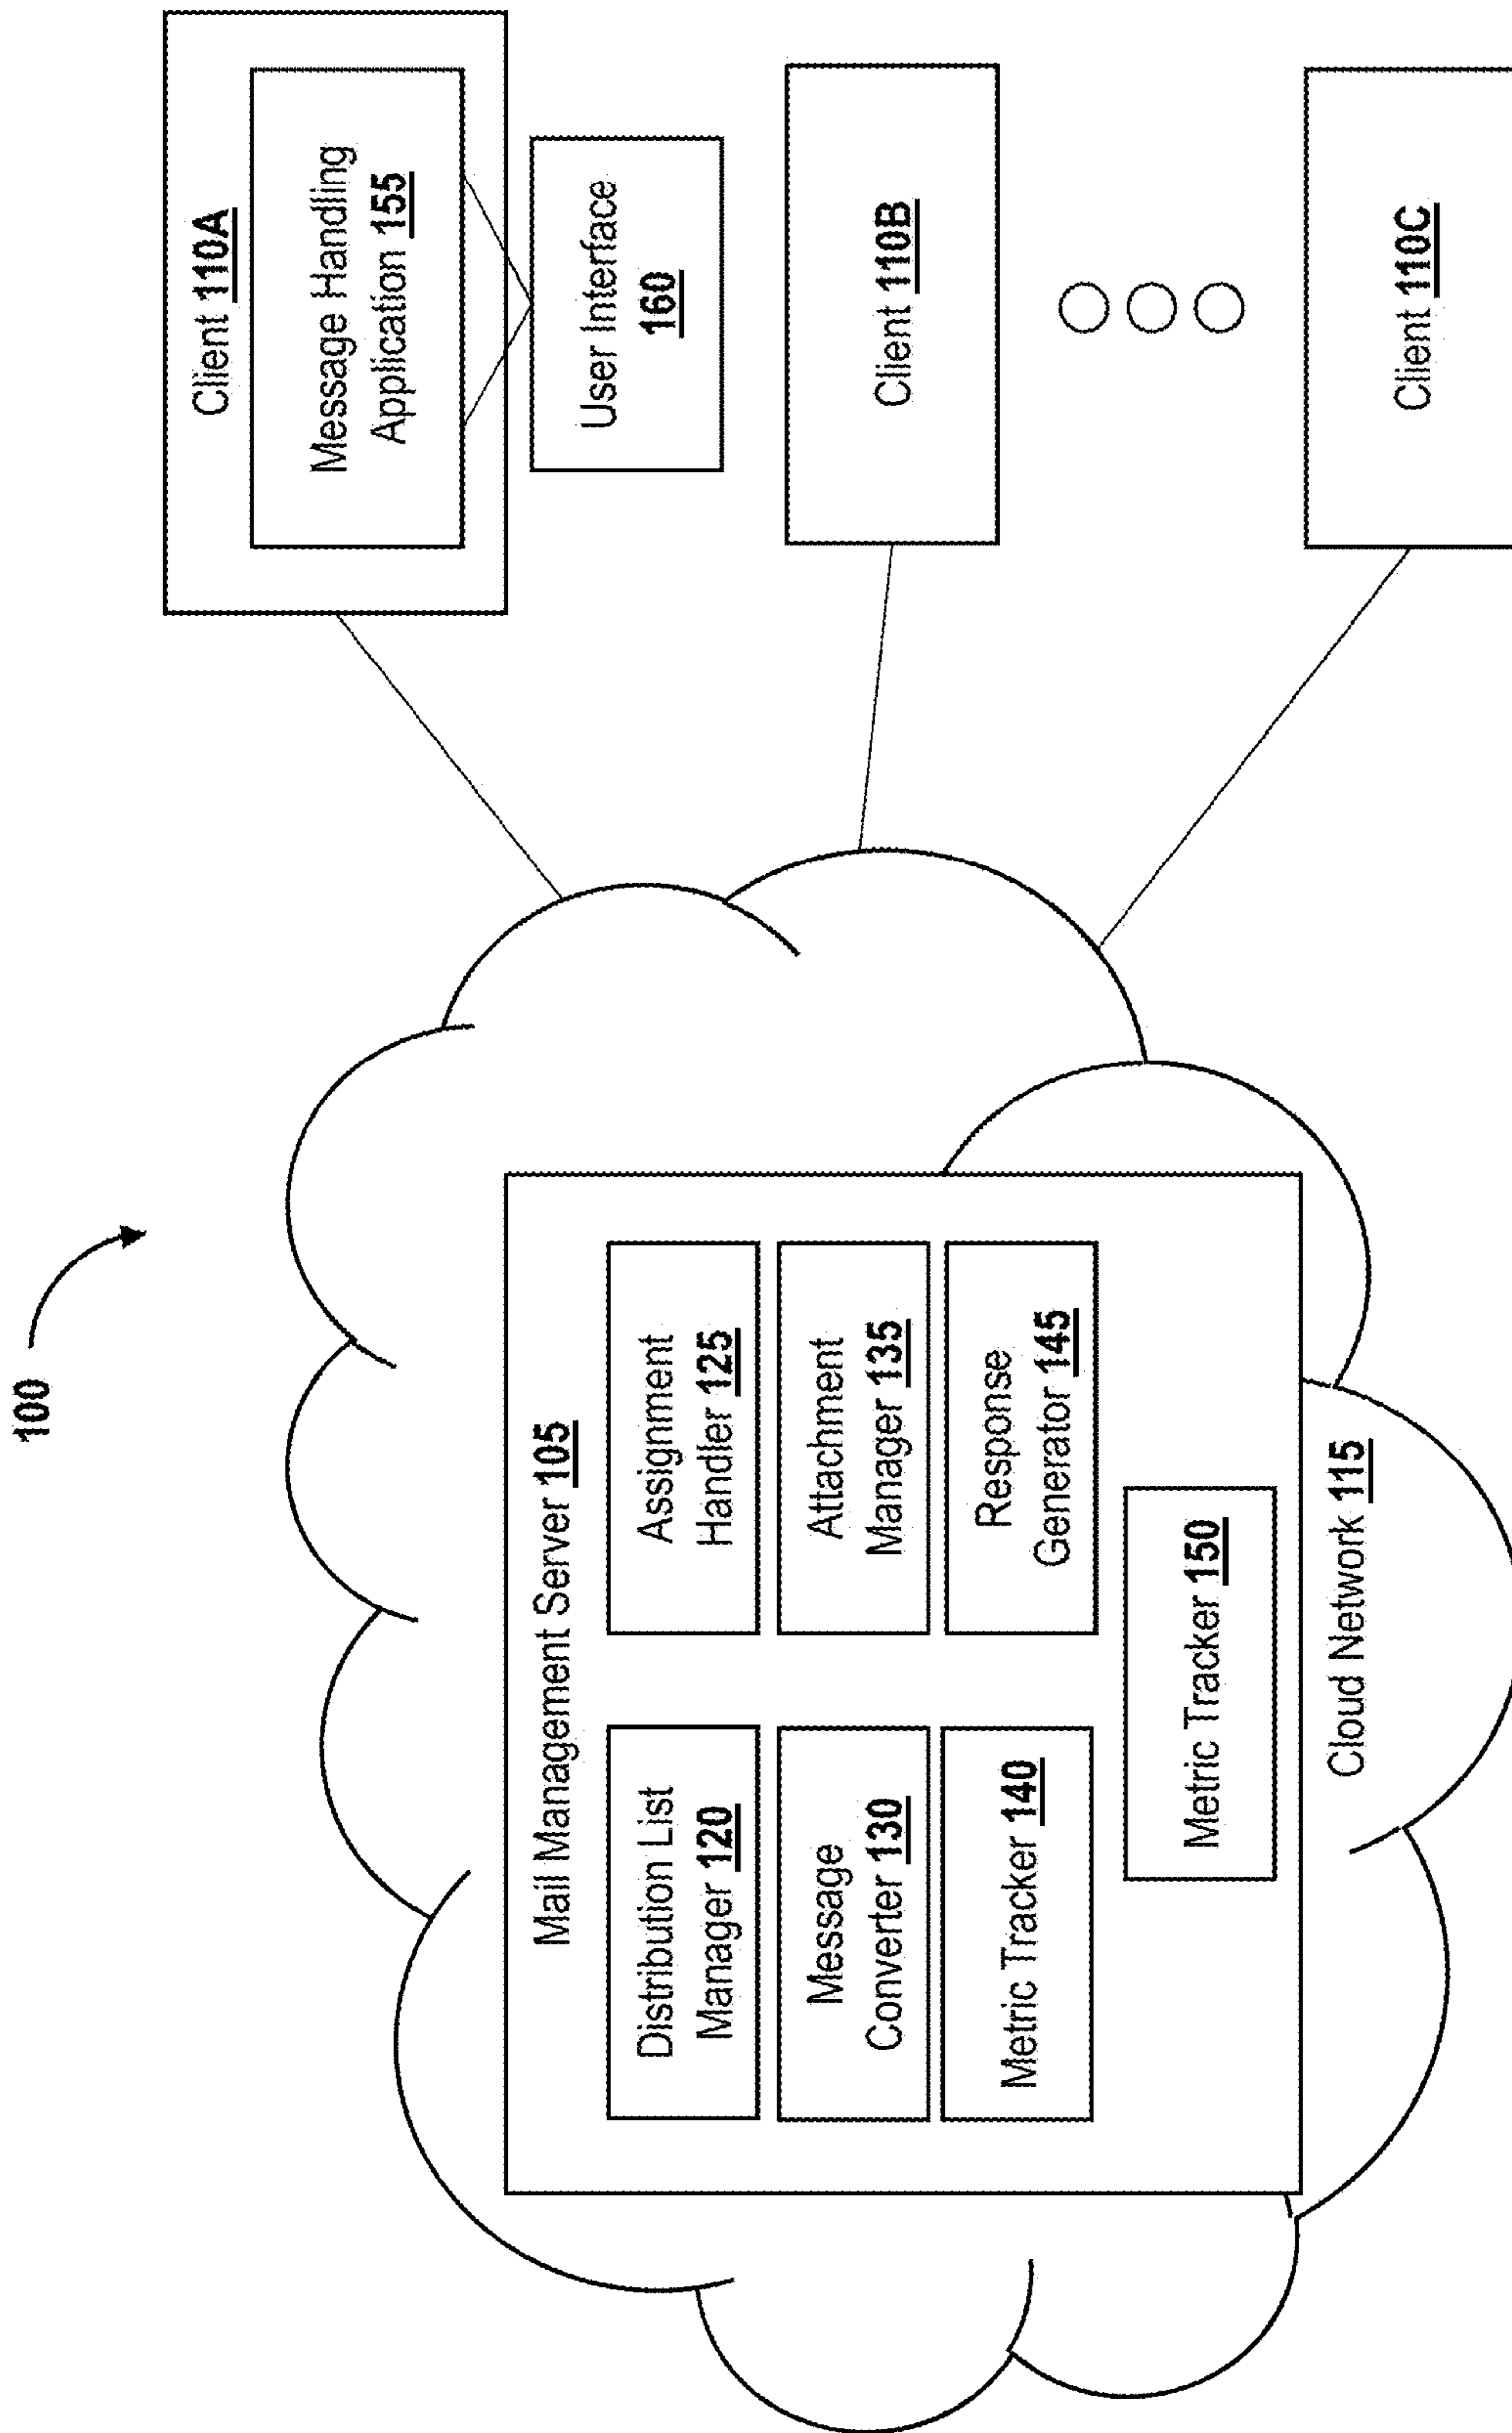 100
Mail Management Server 105
Distribution List
Manager 120
Assignment
Handler 125
Message
Converter 130
Attachment
Manager 135
Metric Tracker 140
Response
Generator 145
Metric Tracker 150
Cloud Network 115
Client 110A
Message Handling
Application 155
User Interface
160
Client 110B
Client 110C